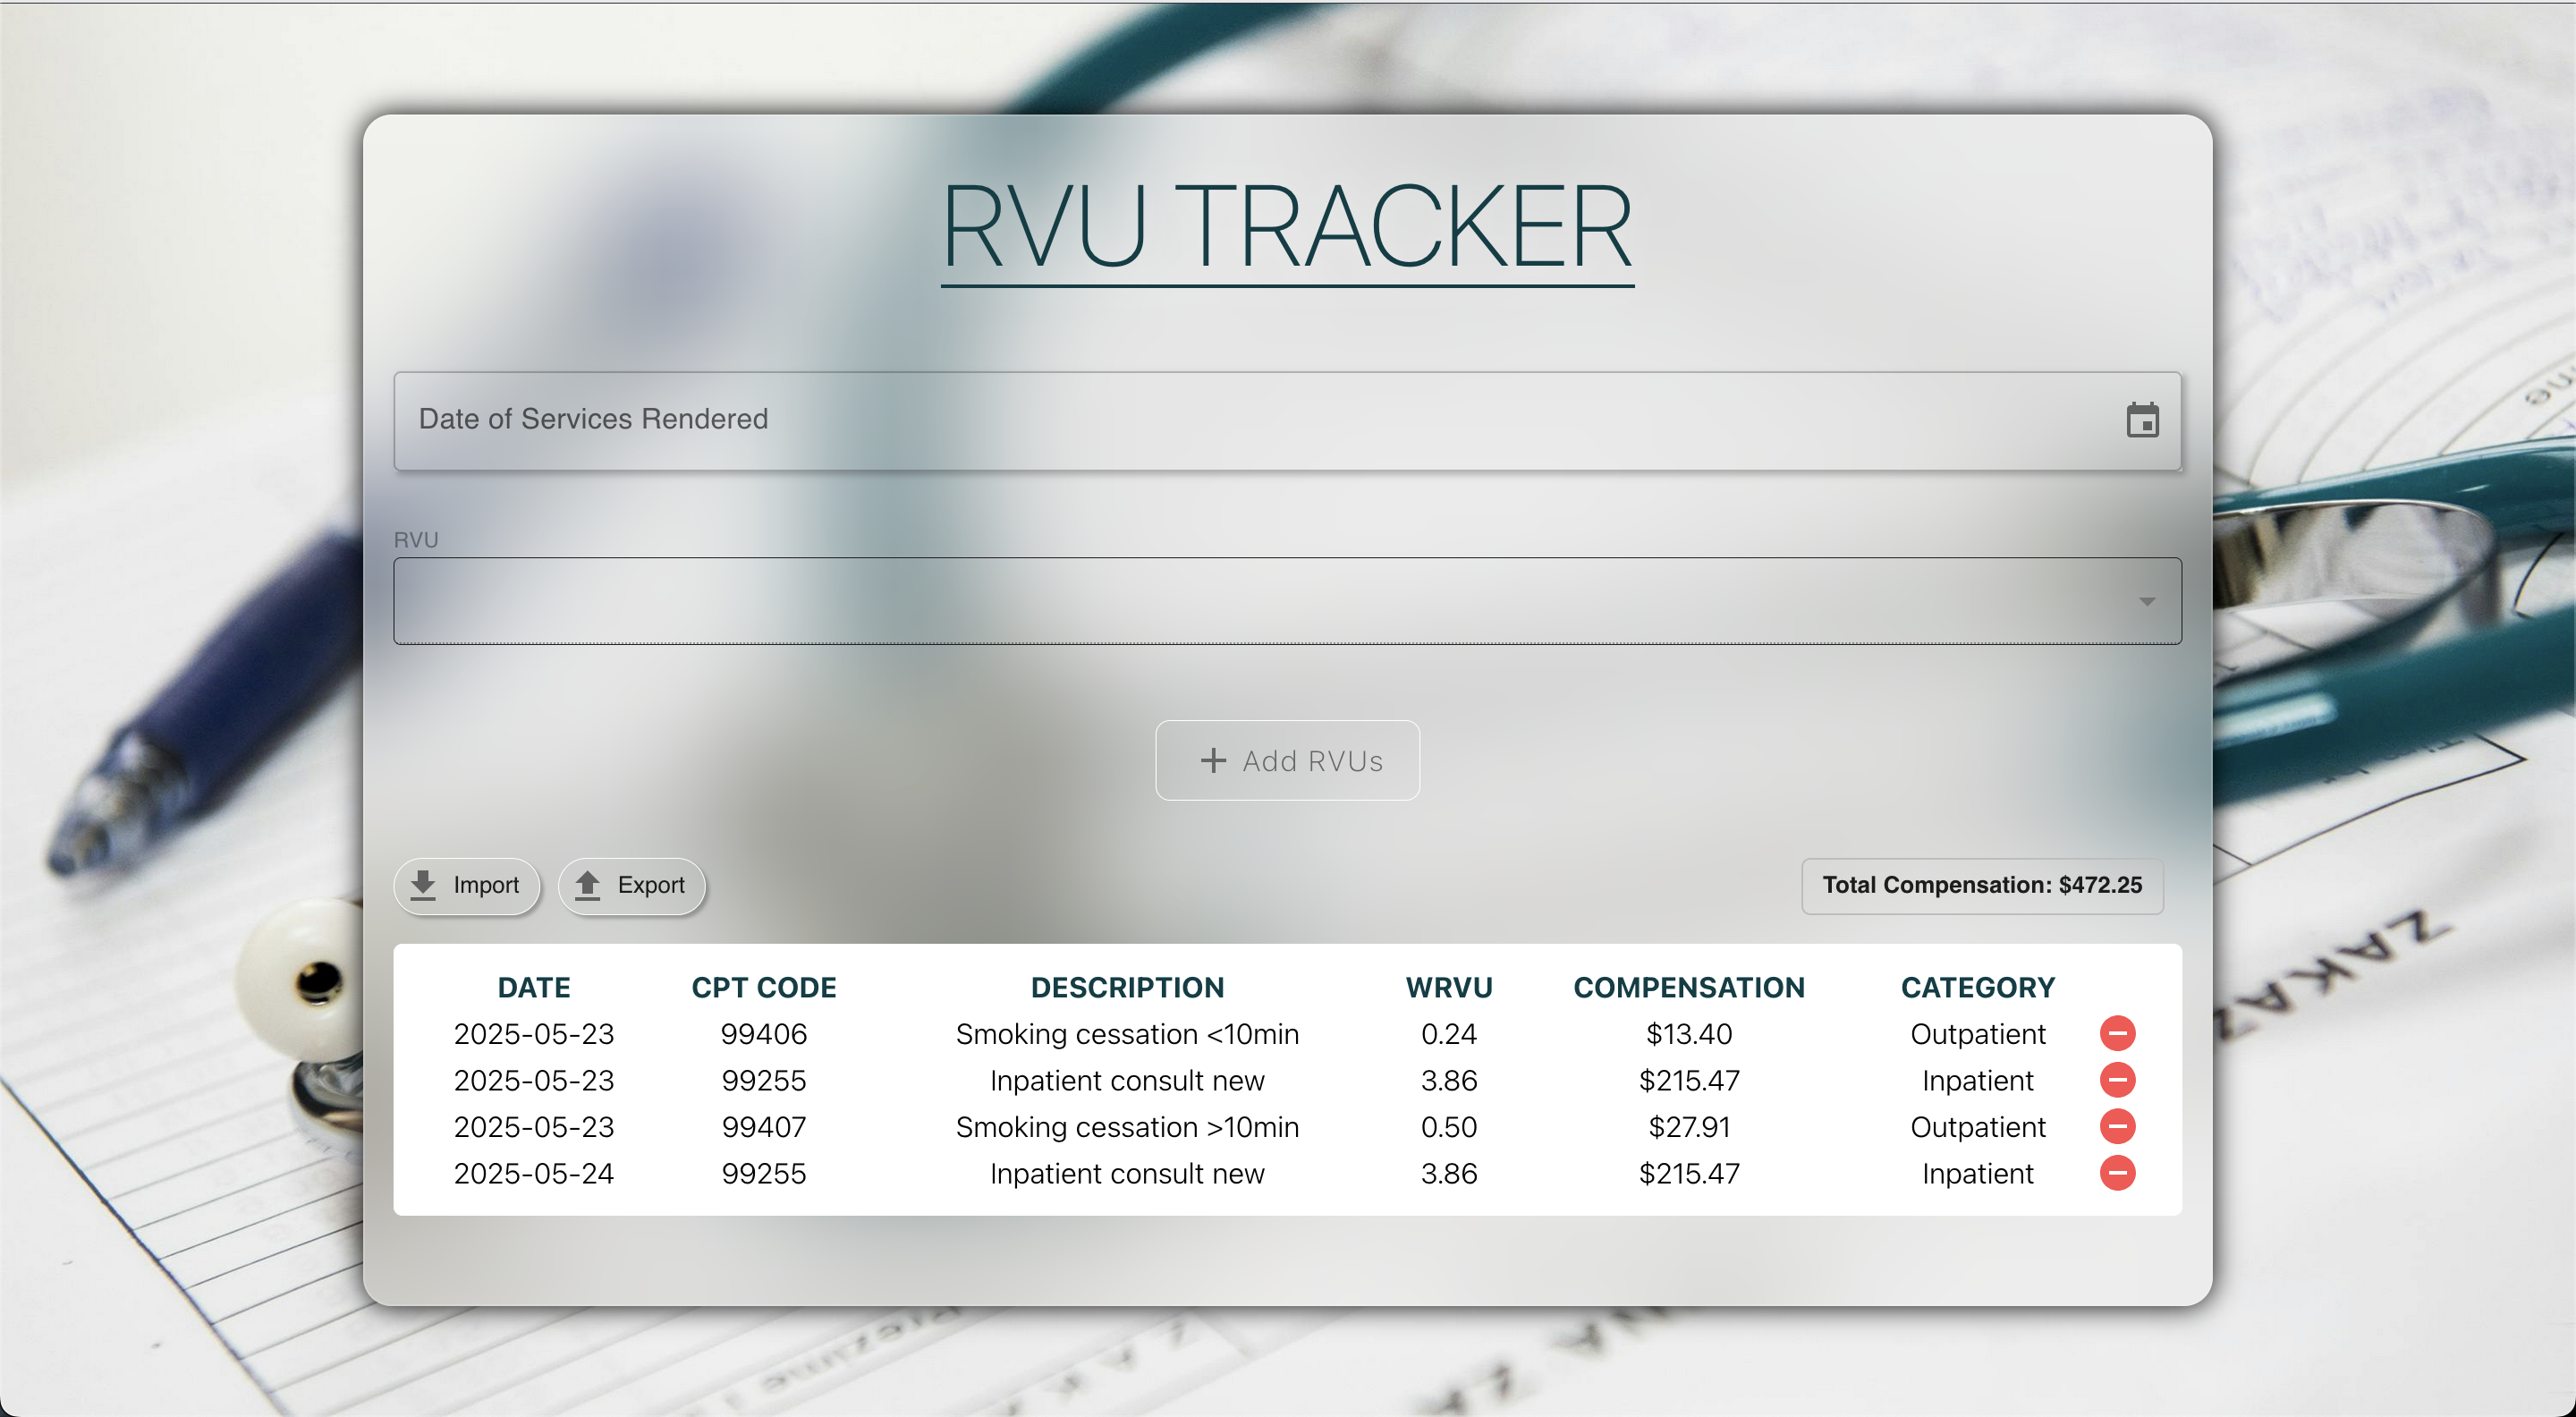 RVU TRACKER
Date of Services Rendered
RVU
+ Add RVUs
Import Export Total Compensation: $472.25
DATE CPT CODE DESCRIPTION WRVU COMPENSATION CATEGORY
2025-05-23 99406 Smoking cessation <10min 0.24 $13.40 Outpatient
2025-05-23 99255 Inpatient consult new 3.86 $215.47 Inpatient
2025-05-23 99407 Smoking cessation >10min 0.50 $27.91 Outpatient
2025-05-24 99255 Inpatient consult new 3.86 $215.47 Inpatient